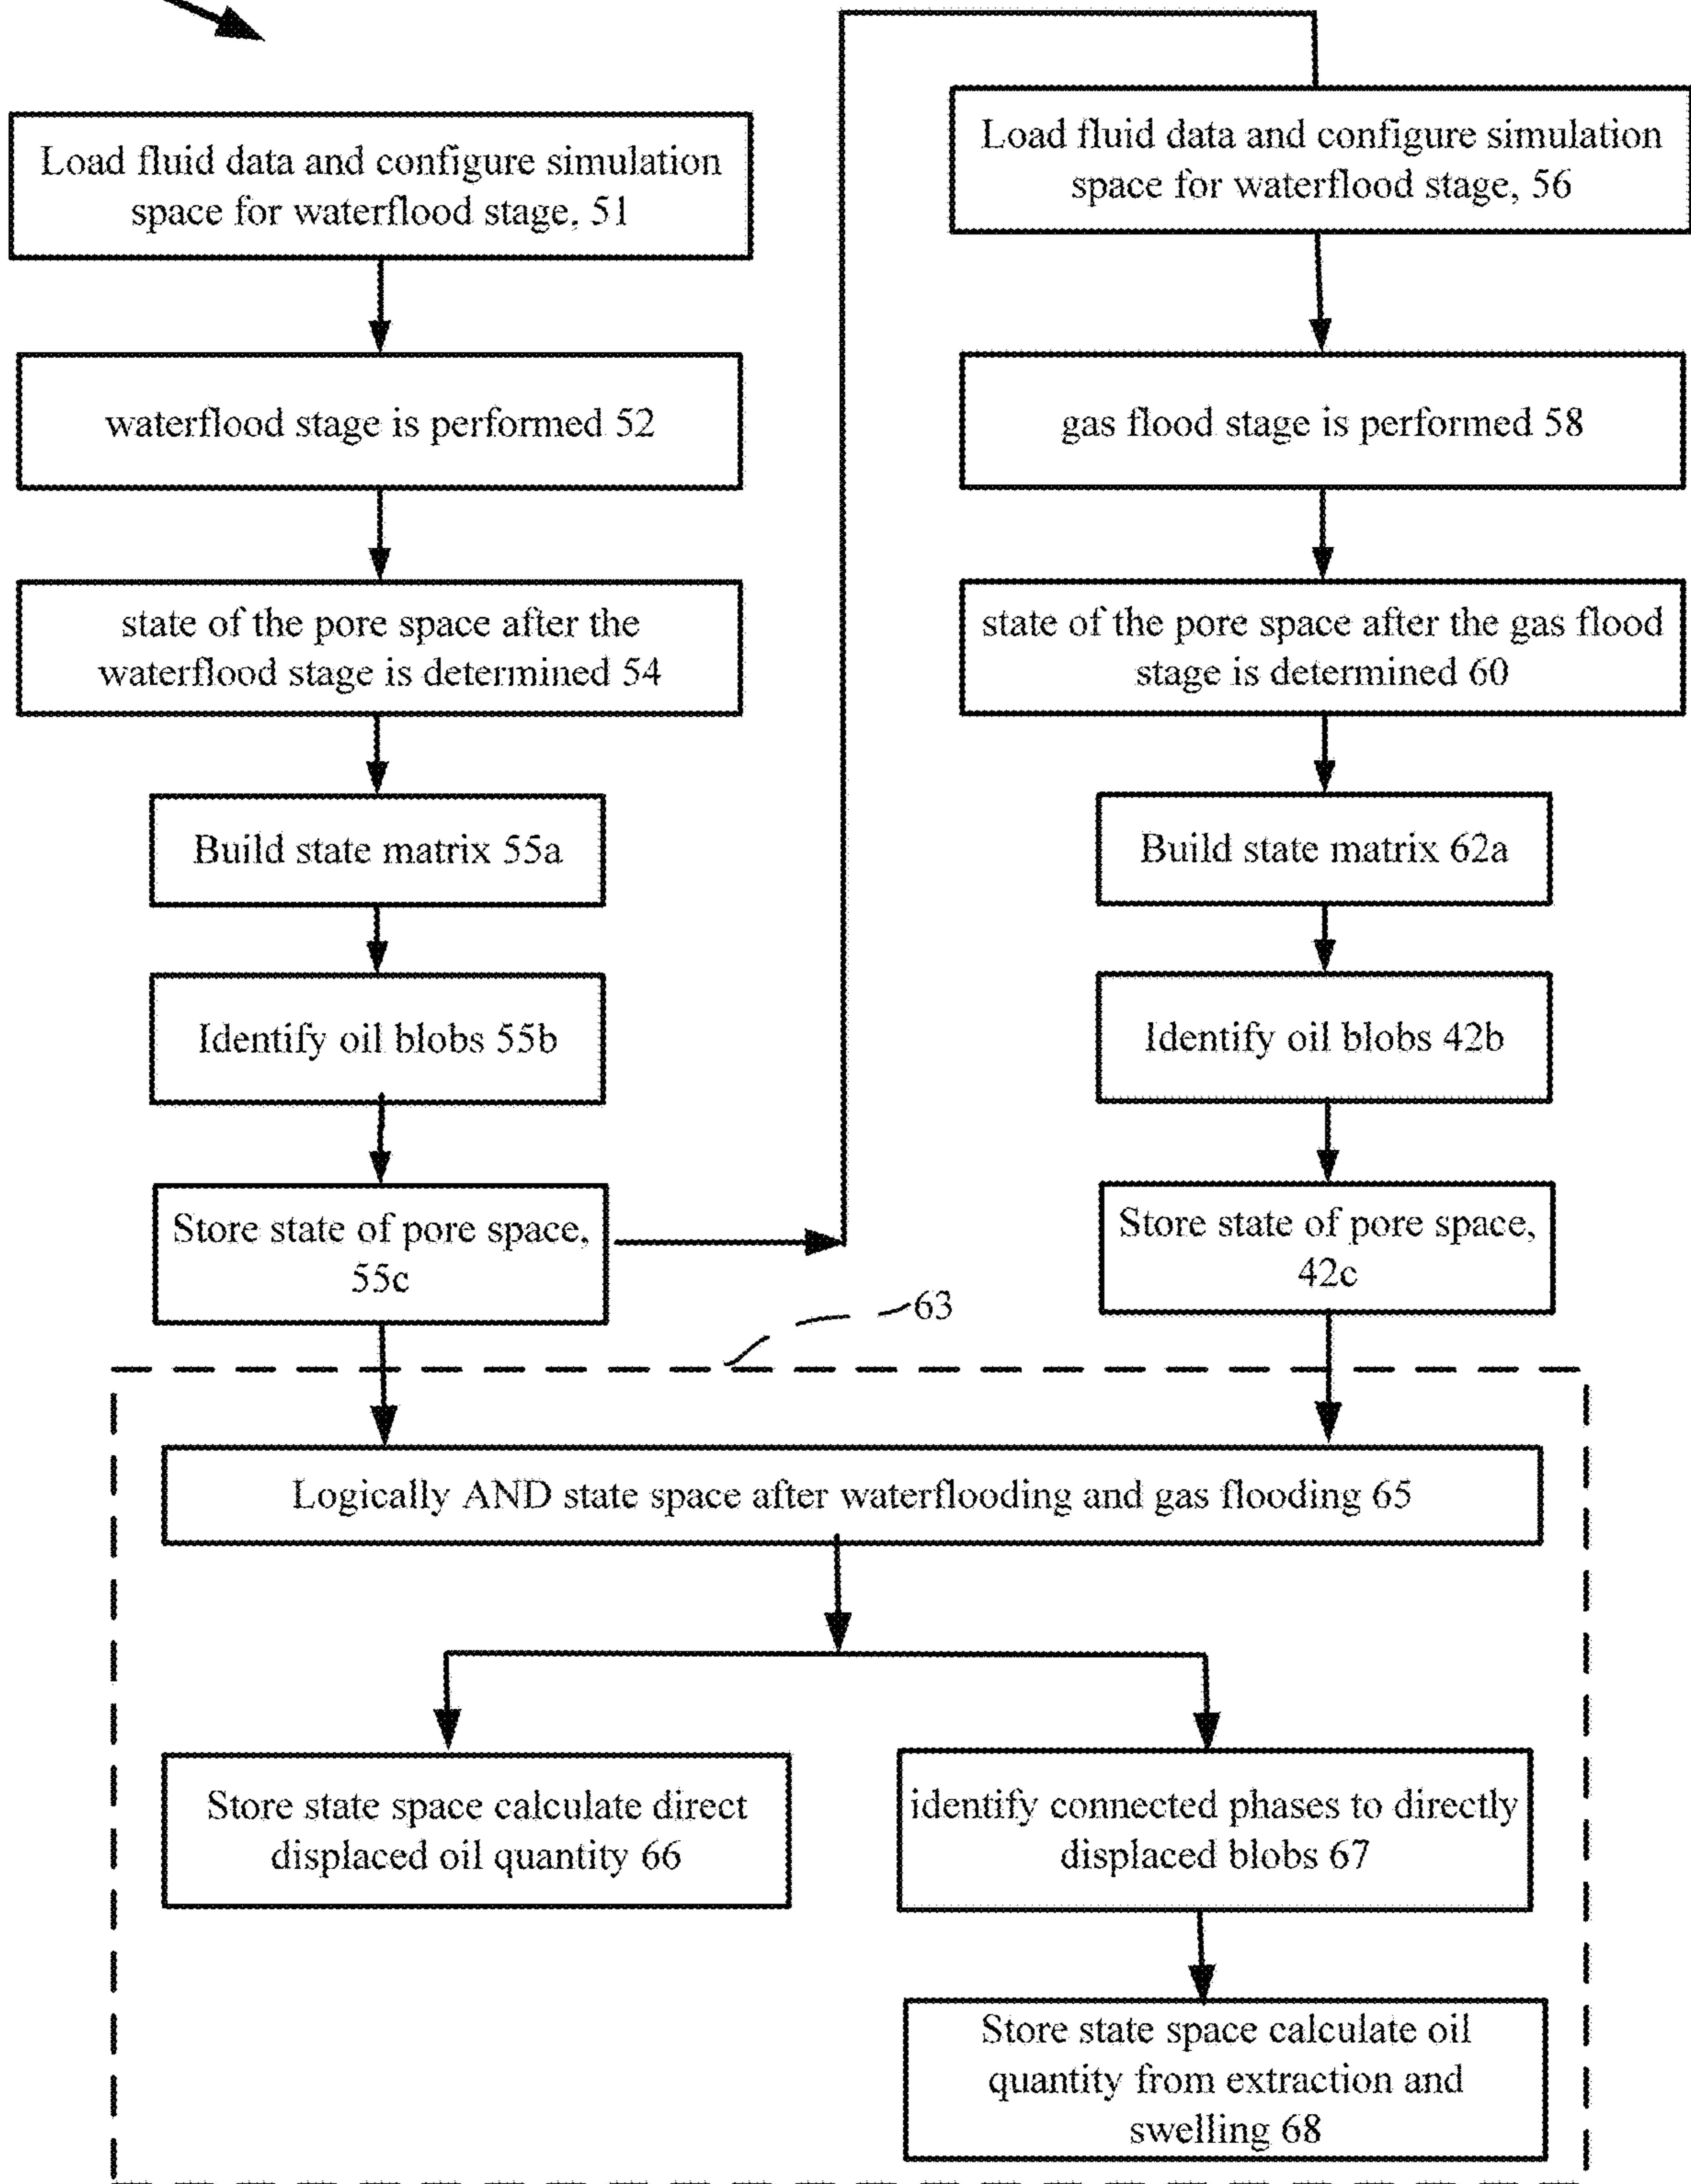 Load fluid data and configure simulation
space for waterflood stage, 51
waterflood stage is performed 52
state of the pore space after the
waterflood stage is determined 54
Build state matrix 55a
Identify oil blobs 55b
Store state of pore space,
55c
Load fluid data and configure simulation
space for waterflood stage, 56
gas flood stage is performed 58
state of the pore space after the gas flood
stage is determined 60
Build state matrix 62a
Identify oil blobs 42b
Store state of pore space,
42c
63
Logically AND state space after waterflooding and gas flooding 65
Store state space calculate direct
displaced oil quantity 66
identify connected phases to directly
displaced blobs 67
Store state space calculate oil
quantity from extraction and
swelling 68